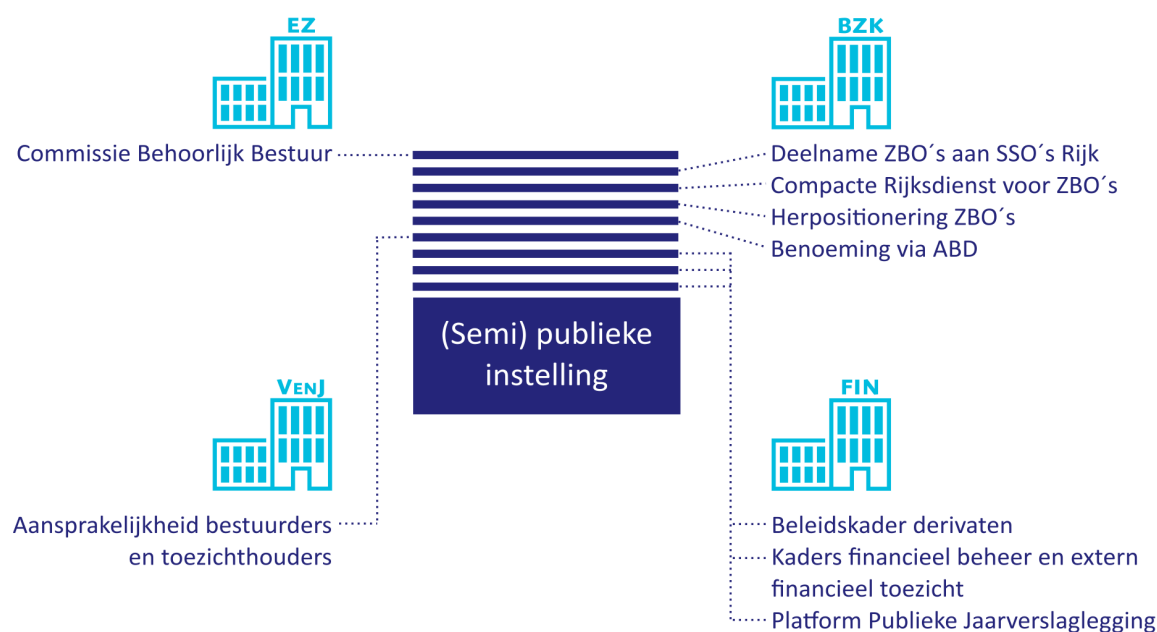 EZ
Commissie Behoorlijk Bestuur
BZK
Deelname ZBO´s aan SSO´s Rijk
Compacte Rijksdienst voor ZBO´s
Herpositionering ZBO´s
Benoeming via ABD
(Semi) publieke
instelling
VENJ
Aansprakelijkheid bestuurders
en toezichthouders
FIN
Beleidskader derivaten
Kaders financieel beheer en extern
financieel toezicht
Platform Publieke Jaarverslaglegging